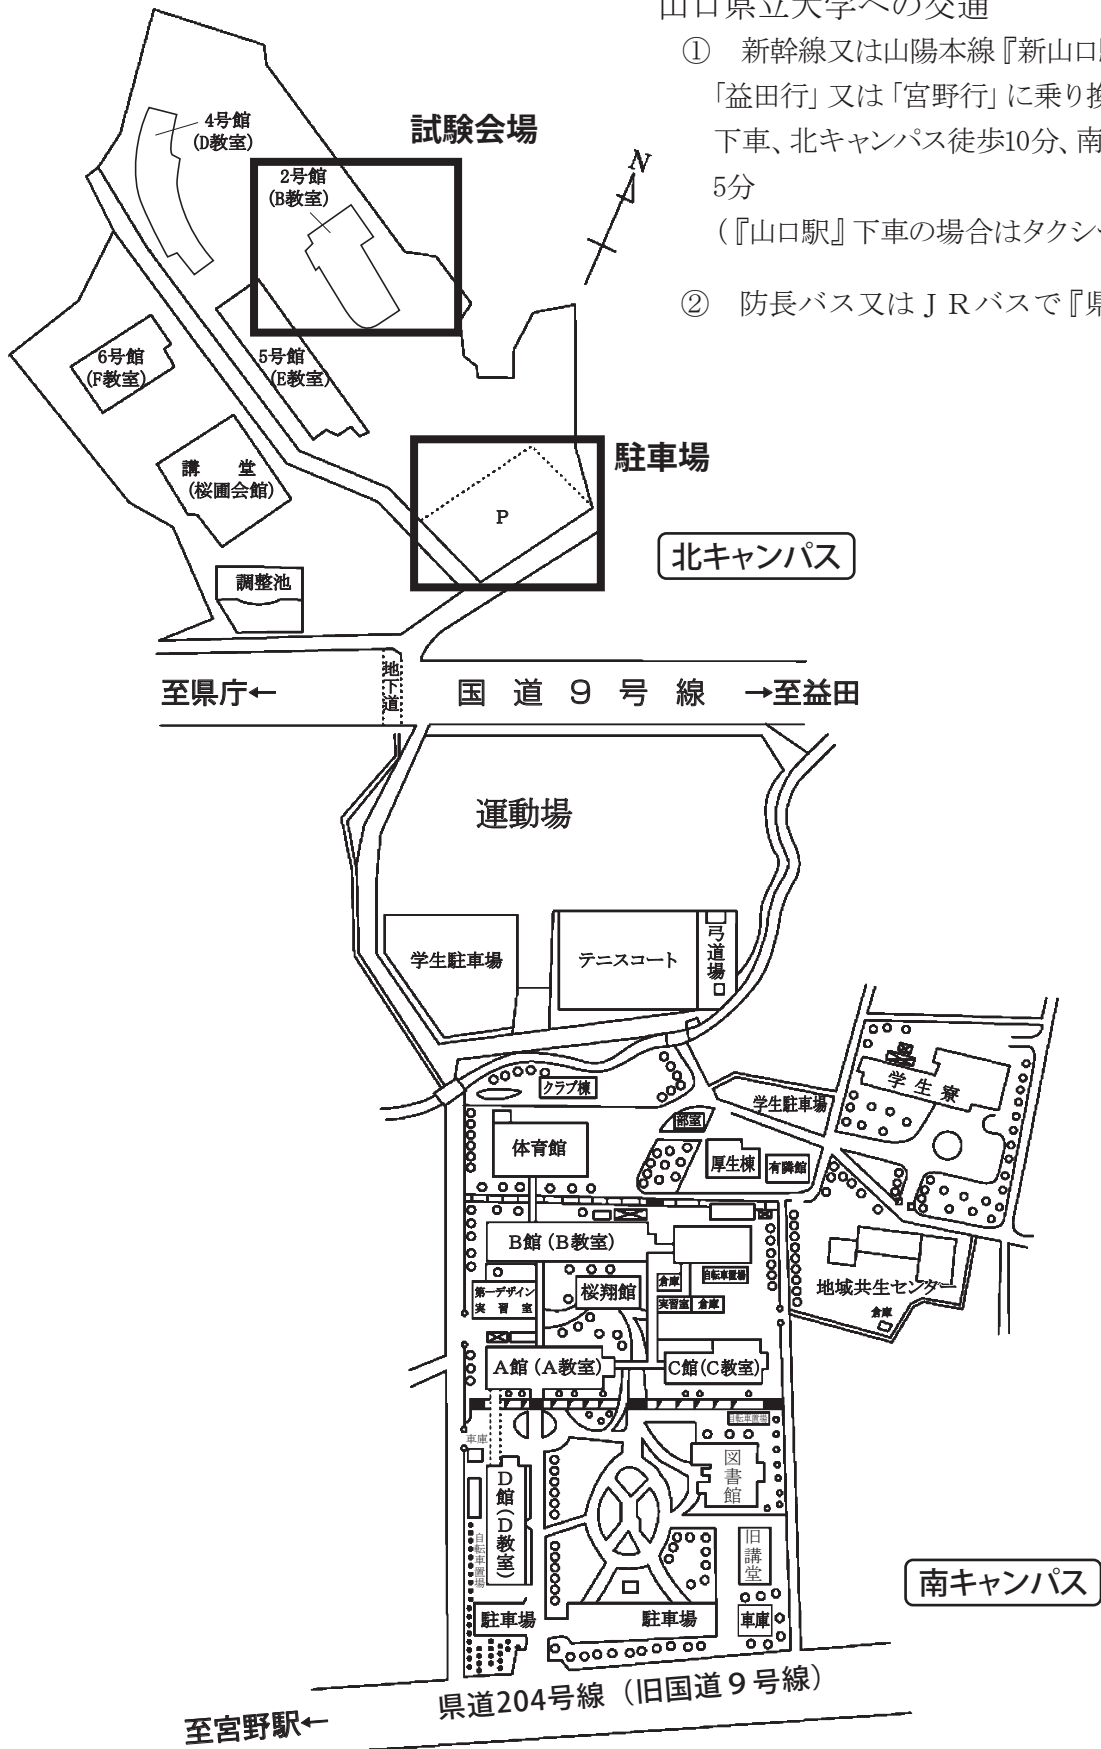 山口県立大学への交通
① 新幹線又は山陽本線『新山口
「益田行」又は「宮野行」に乗り換
下車、北キャンパス徒歩10分、南
5分
(『山口駅』下車の場合はタクシー
② 防長バス又はJRバスで『県
4号館
(D教室)
試験会場
2号館
(B教室)
N
6号館
(F教室)
5号館
(E教室)
駐車場
講 堂
(桜圃会館)
P
北キャンパス
調整池
地下道
至県庁←
国道9号線
→至益田
運動場
学生駐車場
テニスコート
弓道場
クラブ棟
学生寮
学生駐車場
部室
体育館
厚生棟
有隣館
B館(B教室)
倉庫
自転車置場
第一デザイン
実習室
桜翔館
実習室
倉庫
地域共生センター
倉庫
A館(A教室)
C館(C教室)
自転車置場
車庫
図書館
D館(D教室)
自転車置場
旧講堂
南キャンパス
駐車場
駐車場
車庫
県道204号線(旧国道9号線)
至宮野駅←